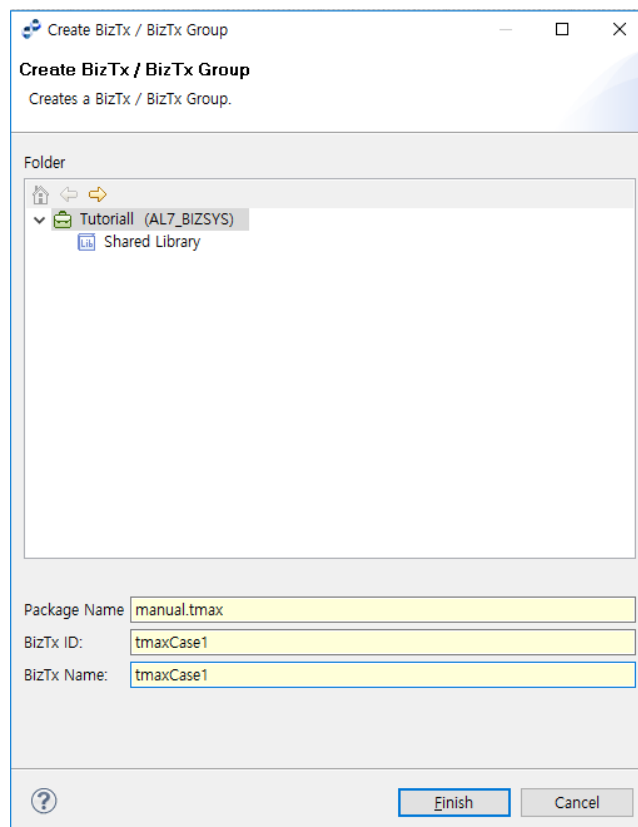 Create BizTx / BizTx Group
Create BizTx / BizTx Group
Creates a BizTx / BizTx Group.
Folder
Tutoriall (AL7_BIZSYS)
Lib Shared Library
Package Name manual.tmax
BizTx ID: tmaxCase1
BizTx Name: tmaxCase1
? Finish Cancel